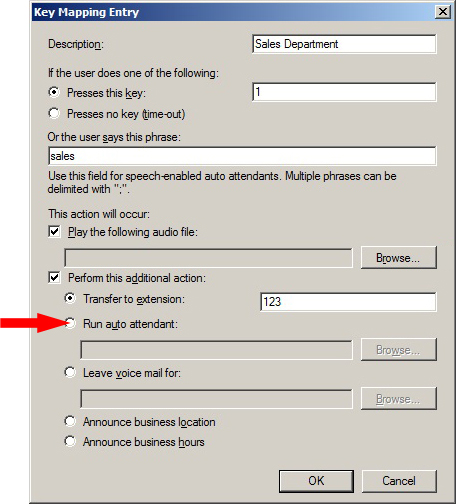 Key Mapping Entry
Description: Sales Department
If the user does one of the following:
Presses this key: 1
Presses no key (time-out)
Or the user says this phrase:
sales
Use this field for speech-enabled auto attendants. Multiple phrases can
be delimited with ";".
This action will occur:
Play the following audio file:
Browse...
Perform this additional action:
Transfer to extension: 123
Run auto attendant:
Browse...
Leave voice mail for:
Browse...
Announce business location
Announce business hours
OK Cancel